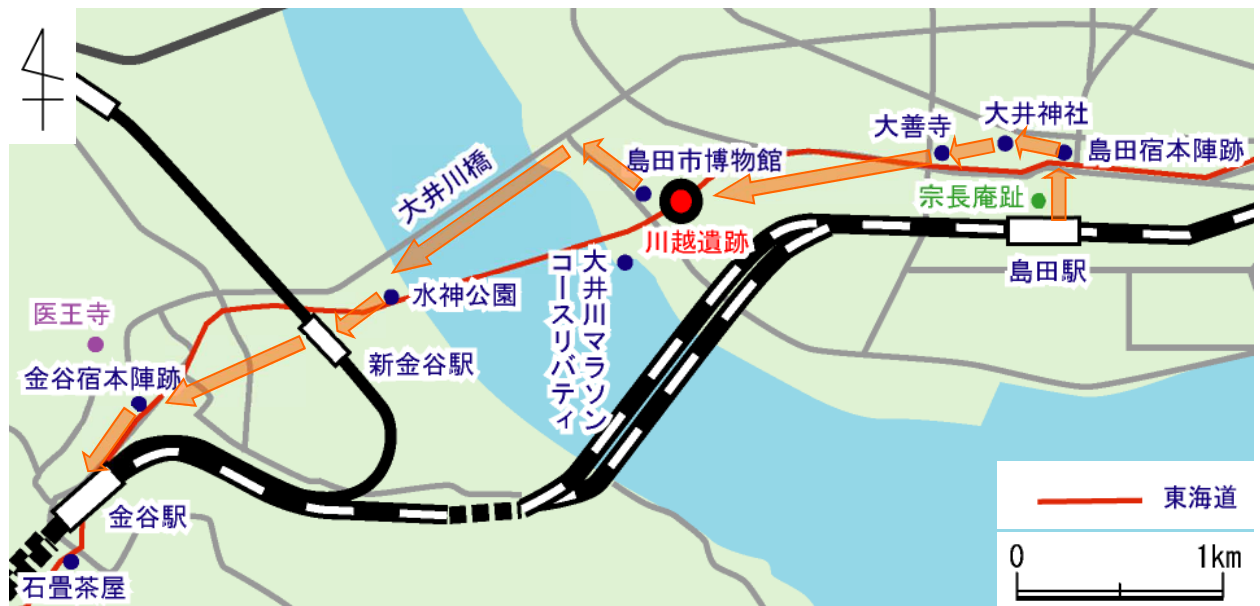 大井神社
大善寺
島田宿本陣跡
島田市博物館
宗長庵趾
大井川橋
川越遺跡
島田駅
大井川マラソン
コースリバティ
水神公園
医王寺
新金谷駅
金谷宿本陣跡
金谷駅
石畳茶屋
東海道
0 1km